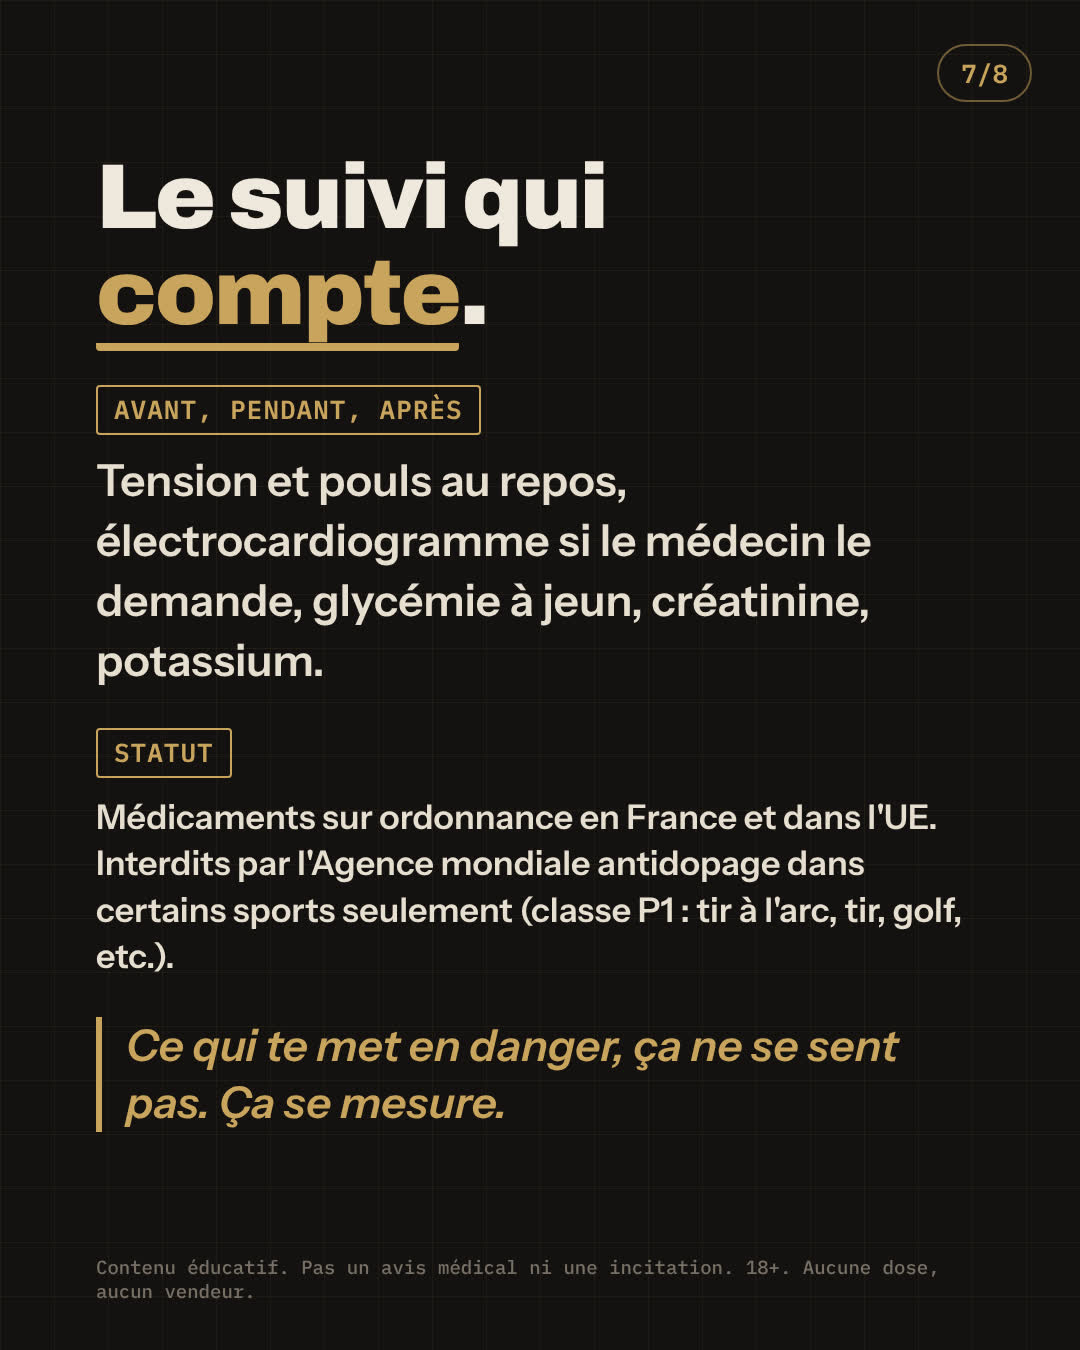 7/8
Le suivi qui
compte.
AVANT, PENDANT, APRÈS
Tension et pouls au repos,
électrocardiogramme si le médecin le
demande, glycémie à jeun, créatinine,
potassium.
STATUT
Médicaments sur ordonnance en France et dans l'UE.
Interdits par l'Agence mondiale antidopage dans
certains sports seulement (classe P1 : tir à l'arc, tir, golf,
etc.).
Ce qui te met en danger, ça ne se sent
pas. Ça se mesure.
Contenu éducatif. Pas un avis médical ni une incitation. 18+. Aucune dose,
aucun vendeur.